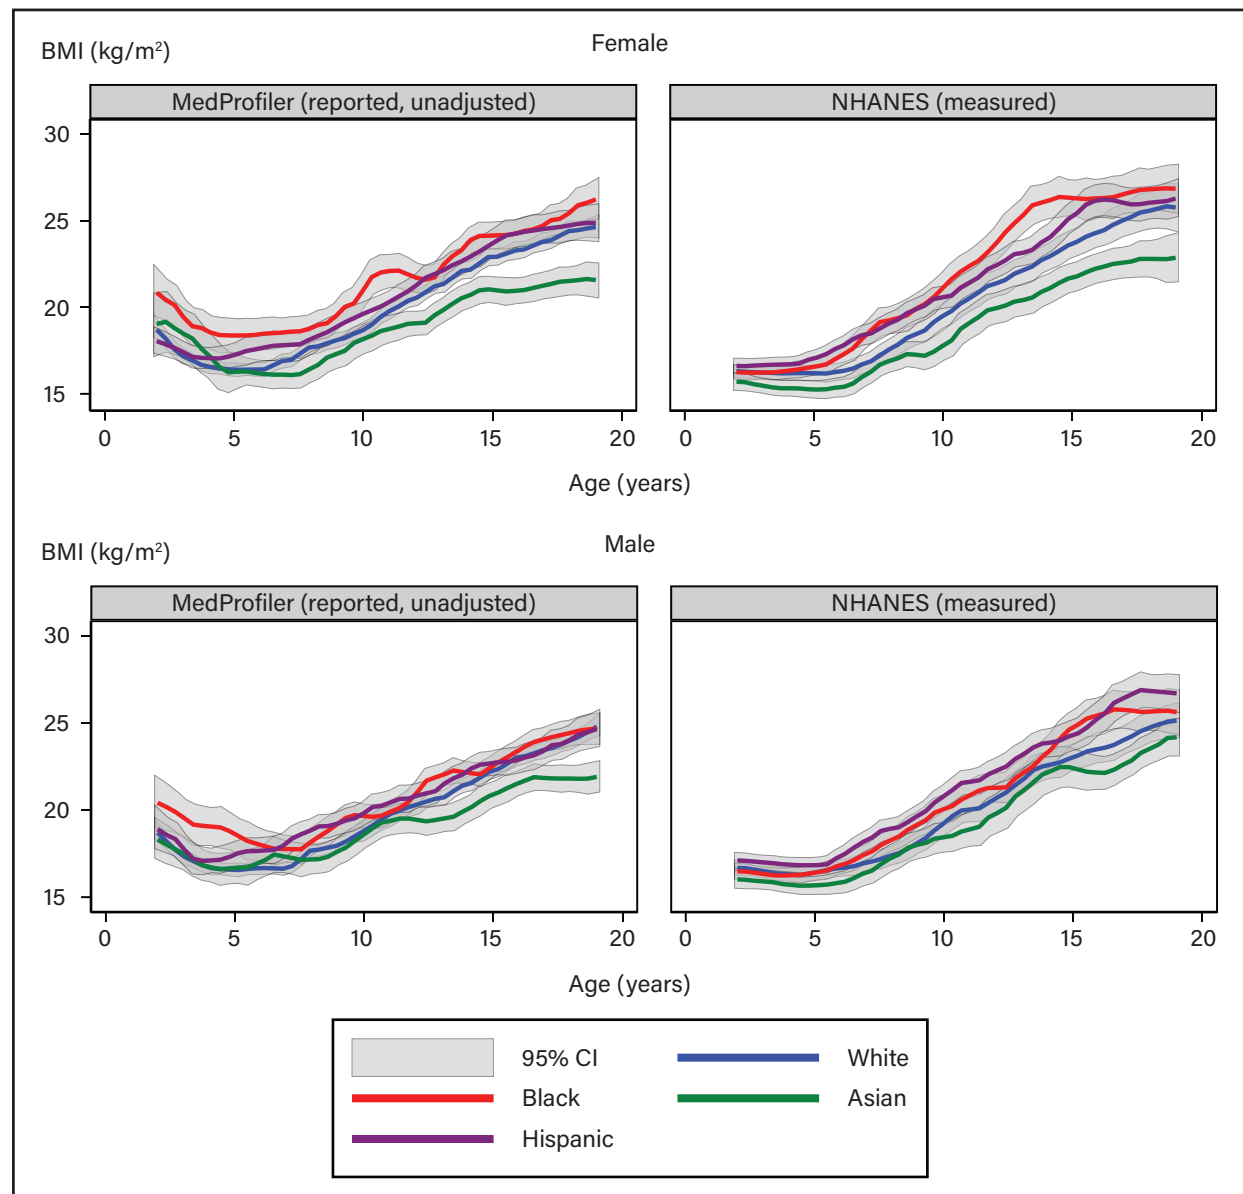 BMI (kg/m²)
Female
MedProfiler (reported, unadjusted)
NHANES (measured)
30
25
20
15
0 5 10 15 20
0 5 10 15 20
Age (years)
BMI (kg/m²)
Male
MedProfiler (reported, unadjusted)
NHANES (measured)
30
25
20
15
0 5 10 15 20
0 5 10 15 20
Age (years)
95% CI
White
Black
Asian
Hispanic